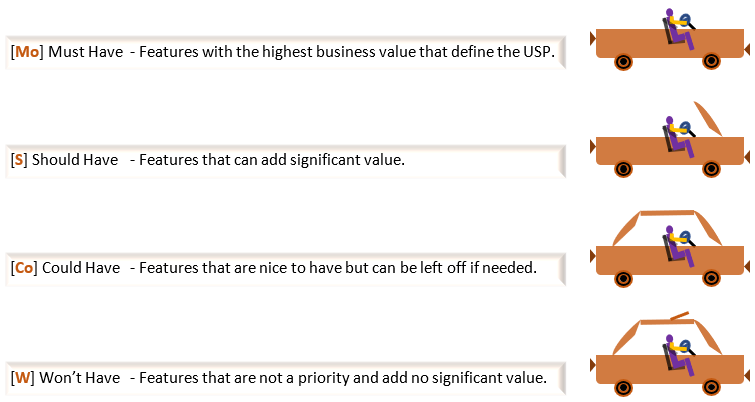 [Mo] Must Have - Features with the highest business value that define the USP.
[S] Should Have - Features that can add significant value.
[Co] Could Have - Features that are nice to have but can be left off if needed.
[W] Won’t Have - Features that are not a priority and add no significant value.